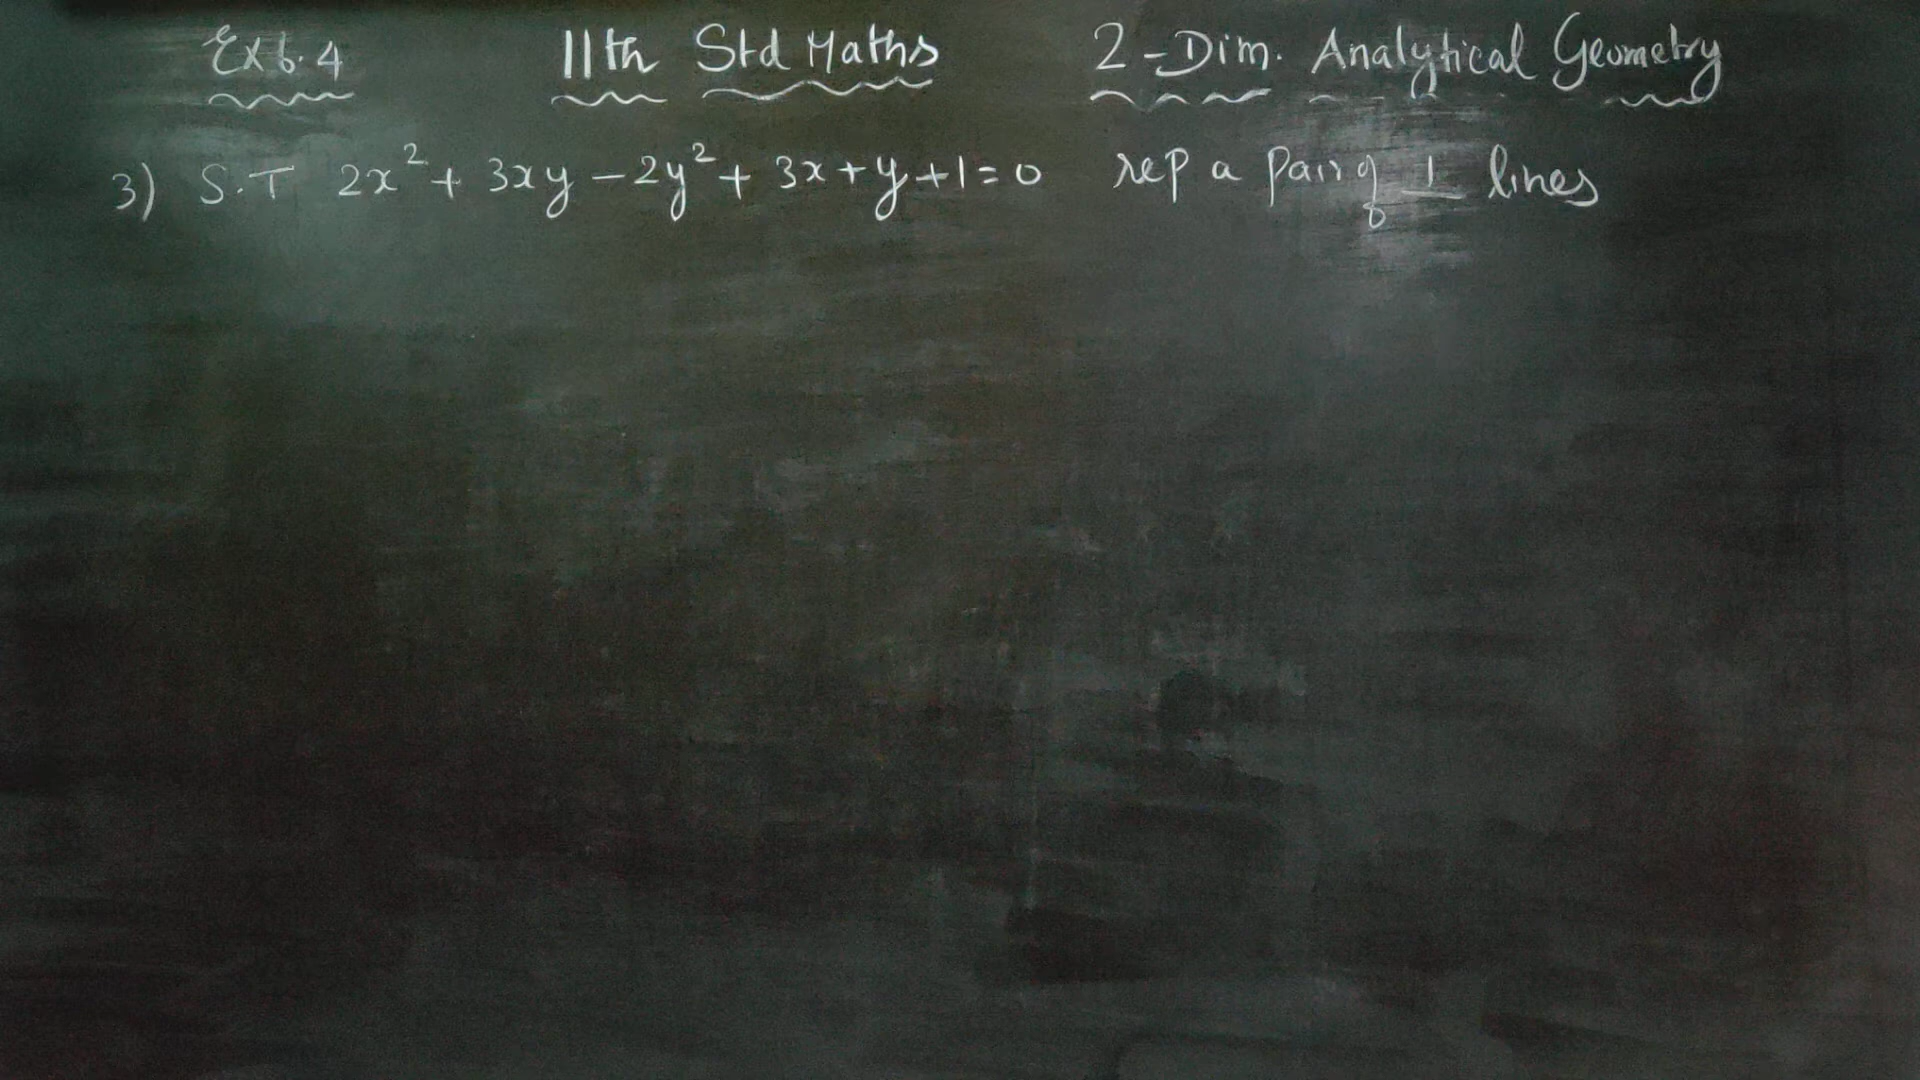 Ex 6.4 11th Std Maths 2-Dim. Analytical Geometry
3) S.T 2x² + 3xy - 2y² + 3x + y + 1 = 0 rep a pair of ⊥ lines